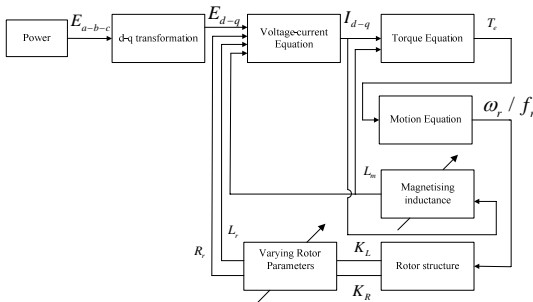 Power
E_{a-b-c}
d-q transformation
E_{d-q}
Voltage-current
Equation
I_{d-q}
Torque Equation
T_e
Motion Equation
ω_r / f_r
L_m
Magnetising
inductance
R_r
L_r
Varying Rotor
Parameters
K_L
K_R
Rotor structure